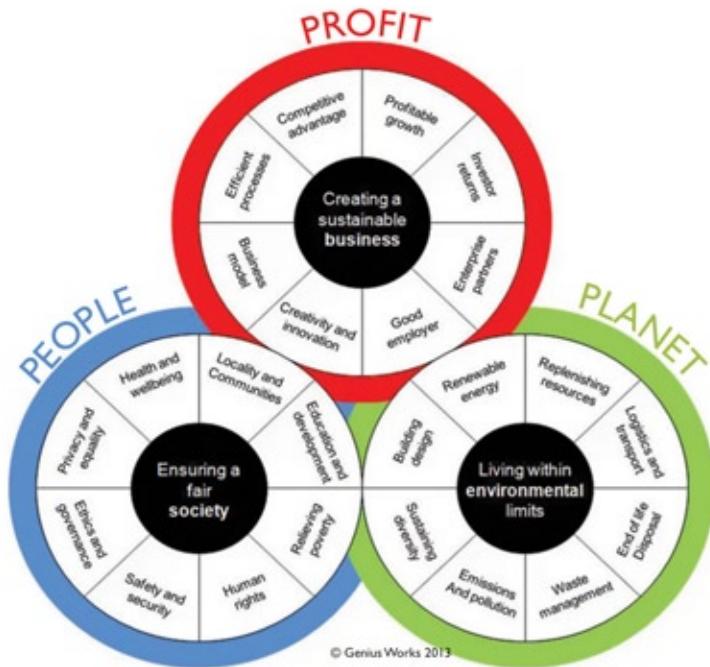 PROFIT
Competitive
advantage
Profitable
growth
Investor
returns
Enterprise
partners
Good
employer
Creativity and
innovation
Business
model
Efficient
processes
Creating a
sustainable
business
PEOPLE
Health and
wellbeing
Locality and
Communities
Education and
development
Relieving
poverty
Human
rights
Safety and
security
Ethics and
governance
Privacy and
equality
Ensuring a
fair
society
PLANET
Renewable
energy
Replenishing
resources
Logistics and
transport
End of life
Disposal
Waste
management
Emissions
And pollution
Sustaining
diversity
Building
design
Living within
environmental
limits
© Genius Works 2013